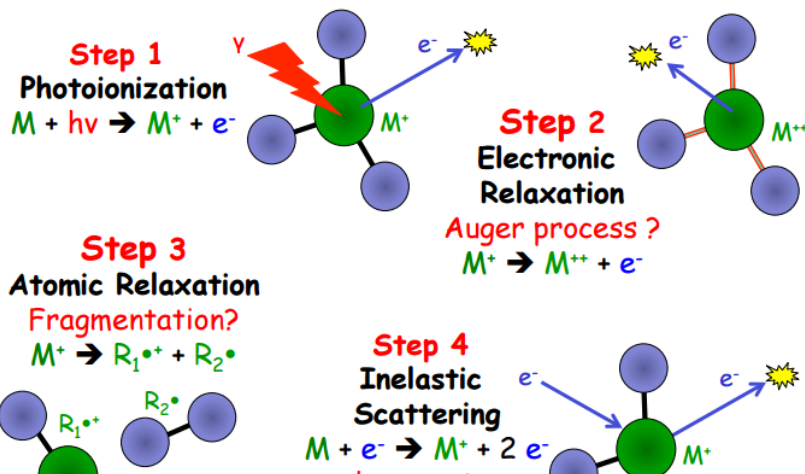 Step 1
Photoionization
M + hν ➔ M⁺ + e⁻
γ
e⁻
M⁺
Step 2
Electronic
Relaxation
Auger process ?
M⁺ ➔ M⁺⁺ + e⁻
e⁻
M⁺⁺
Step 3
Atomic Relaxation
Fragmentation?
M⁺ ➔ R₁•⁺ + R₂•
R₁•⁺
R₂•
Step 4
Inelastic
Scattering
M + e⁻ ➔ M⁺ + 2 e⁻
e⁻
e⁻
M⁺